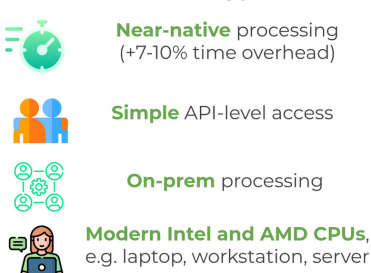 Near-native processing
(+7-10% time overhead)
Simple API-level access
On-prem processing
Modern Intel and AMD CPUs,
e.g. laptop, workstation, server